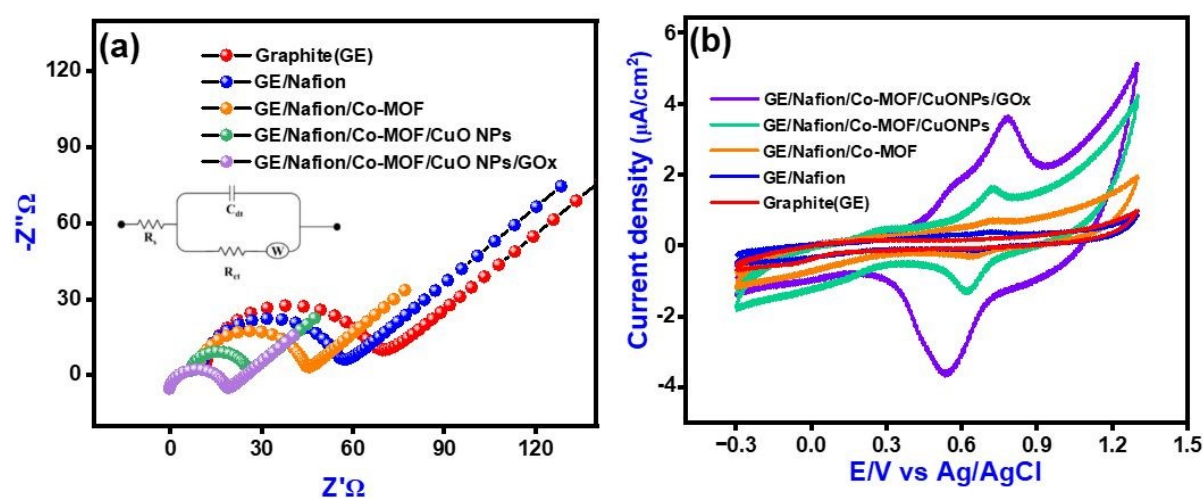 (a)
Graphite(GE)
GE/Nafion
GE/Nafion/Co-MOF
GE/Nafion/Co-MOF/CuO NPs
GE/Nafion/Co-MOF/CuO NPs/GOx
120
90
60
30
0
-Z"Ω
Cdt
Rs
Rct
W
0 30 60 90 120
Z'Ω
(b)
GE/Nafion/Co-MOF/CuONPs/GOx
GE/Nafion/Co-MOF/CuONPs
GE/Nafion/Co-MOF
GE/Nafion
Graphite(GE)
6
4
2
0
-2
-4
Current density (μA/cm²)
−0.3 0.0 0.3 0.6 0.9 1.2 1.5
E/V vs Ag/AgCl